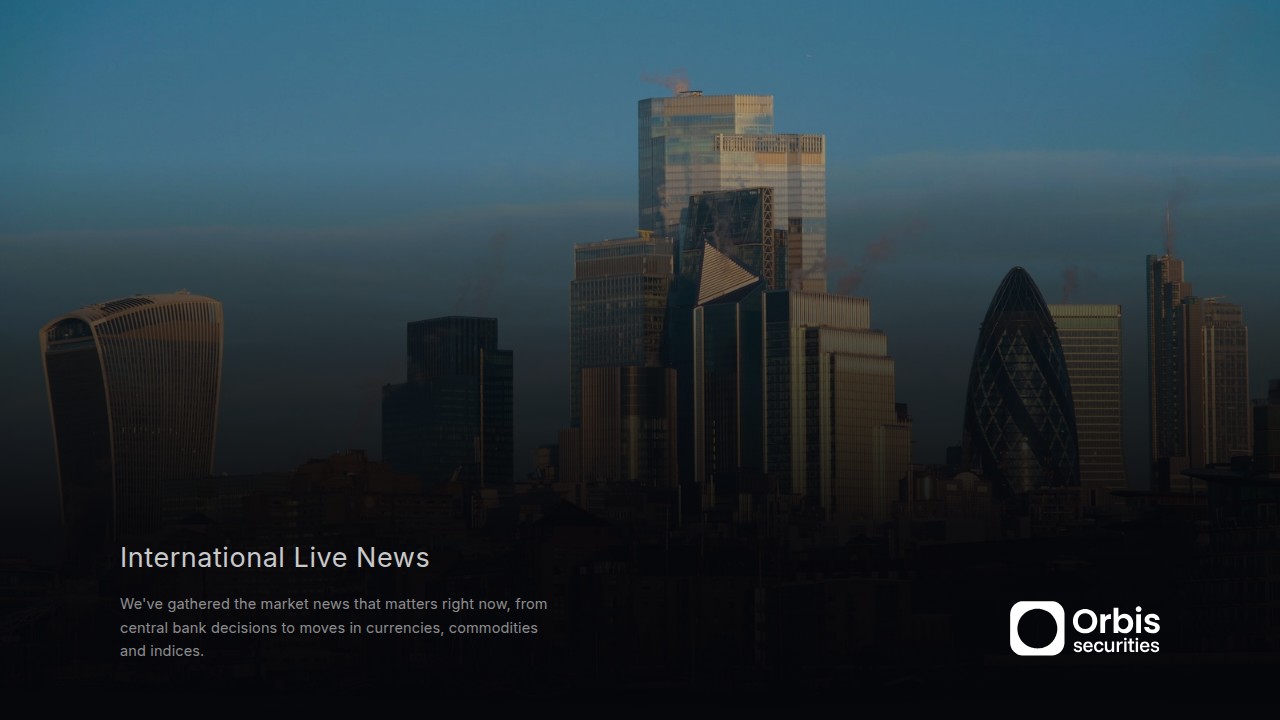 International Live News
We've gathered the market news that matters right now, from
central bank decisions to moves in currencies, commodities
and indices.
Orbis
securities